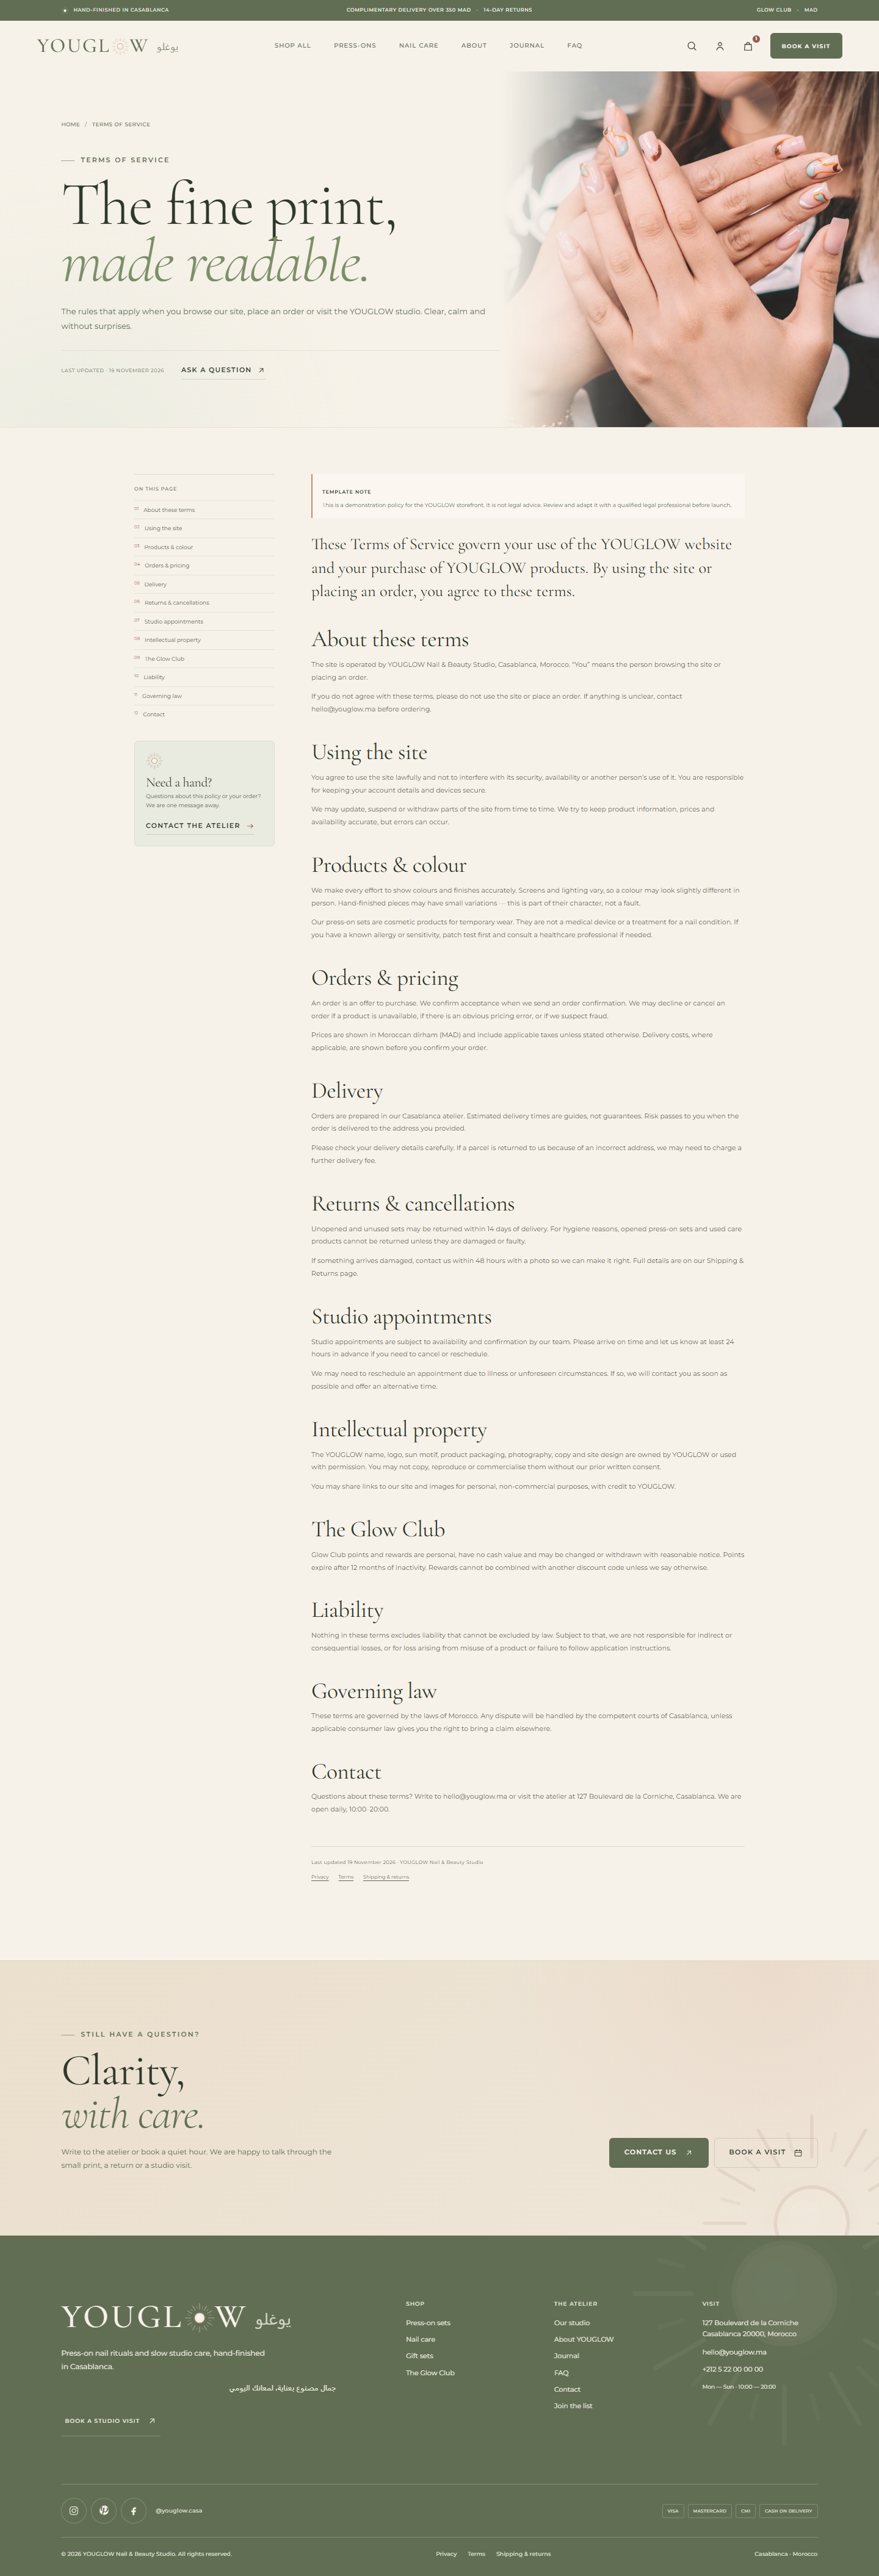 HAND-FINISHED IN CASABLANCA
COMPLIMENTARY DELIVERY OVER 350 MAD · 14-DAY RETURNS
GLOW CLUB · MAD
YOUGLOW يوغلو
SHOP ALL
PRESS-ONS
NAIL CARE
ABOUT
JOURNAL
FAQ
1
BOOK A VISIT
HOME / TERMS OF SERVICE
TERMS OF SERVICE
The fine print,
made readable.
The rules that apply when you browse our site, place an order or visit the YOUGLOW studio. Clear, calm and
without surprises.
LAST UPDATED · 19 NOVEMBER 2026
ASK A QUESTION
ON THIS PAGE
01 About these terms
02 Using the site
03 Products & colour
04 Orders & pricing
05 Delivery
06 Returns & cancellations
07 Studio appointments
08 Intellectual property
09 The Glow Club
10 Liability
11 Governing law
12 Contact
Need a hand?
Questions about this policy or your order?
We are one message away.
CONTACT THE ATELIER
TEMPLATE NOTE
This is a demonstration policy for the YOUGLOW storefront. It is not legal advice. Review and adapt it with a qualified legal professional before launch.
These Terms of Service govern your use of the YOUGLOW website
and your purchase of YOUGLOW products. By using the site or
placing an order, you agree to these terms.
About these terms
The site is operated by YOUGLOW Nail & Beauty Studio, Casablanca, Morocco. "You" means the person browsing the site or
placing an order.
If you do not agree with these terms, please do not use the site or place an order. If anything is unclear, contact
hello@youglow.ma before ordering.
Using the site
You agree to use the site lawfully and not to interfere with its security, availability or another person's use of it. You are responsible
for keeping your account details and devices secure.
We may update, suspend or withdraw parts of the site from time to time. We try to keep product information, prices and
availability accurate, but errors can occur.
Products & colour
We make every effort to show colours and finishes accurately. Screens and lighting vary, so a colour may look slightly different in
person. Hand-finished pieces may have small variations — this is part of their character, not a fault.
Our press-on sets are cosmetic products for temporary wear. They are not a medical device or a treatment for a nail condition. If
you have a known allergy or sensitivity, patch test first and consult a healthcare professional if needed.
Orders & pricing
An order is an offer to purchase. We confirm acceptance when we send an order confirmation. We may decline or cancel an
order if a product is unavailable, if there is an obvious pricing error, or if we suspect fraud.
Prices are shown in Moroccan dirham (MAD) and include applicable taxes unless stated otherwise. Delivery costs, where
applicable, are shown before you confirm your order.
Delivery
Orders are prepared in our Casablanca atelier. Estimated delivery times are guides, not guarantees. Risk passes to you when the
order is delivered to the address you provided.
Please check your delivery details carefully. If a parcel is returned to us because of an incorrect address, we may need to charge a
further delivery fee.
Returns & cancellations
Unopened and unused sets may be returned within 14 days of delivery. For hygiene reasons, opened press-on sets and used care
products cannot be returned unless they are damaged or faulty.
If something arrives damaged, contact us within 48 hours with a photo so we can make it right. Full details are on our Shipping &
Returns page.
Studio appointments
Studio appointments are subject to availability and confirmation by our team. Please arrive on time and let us know at least 24
hours in advance if you need to cancel or reschedule.
We may need to reschedule an appointment due to illness or unforeseen circumstances. If so, we will contact you as soon as
possible and offer an alternative time.
Intellectual property
The YOUGLOW name, logo, sun motif, product packaging, photography, copy and site design are owned by YOUGLOW or used
with permission. You may not copy, reproduce or commercialise them without our prior written consent.
You may share links to our site and images for personal, non-commercial purposes, with credit to YOUGLOW.
The Glow Club
Glow Club points and rewards are personal, have no cash value and may be changed or withdrawn with reasonable notice. Points
expire after 12 months of inactivity. Rewards cannot be combined with another discount code unless we say otherwise.
Liability
Nothing in these terms excludes liability that cannot be excluded by law. Subject to that, we are not responsible for indirect or
consequential losses, or for loss arising from misuse of a product or failure to follow application instructions.
Governing law
These terms are governed by the laws of Morocco. Any dispute will be handled by the competent courts of Casablanca, unless
applicable consumer law gives you the right to bring a claim elsewhere.
Contact
Questions about these terms? Write to hello@youglow.ma or visit the atelier at 127 Boulevard de la Corniche, Casablanca. We are
open daily, 10:00–20:00.
Last updated 19 November 2026 · YOUGLOW Nail & Beauty Studio
Privacy
Terms
Shipping & returns
STILL HAVE A QUESTION?
Clarity,
with care.
Write to the atelier or book a quiet hour. We are happy to talk through the
small print, a return or a studio visit.
CONTACT US
BOOK A VISIT
YOUGLOW يوغلو
Press-on nail rituals and slow studio care, hand-finished
in Casablanca.
جمال مصنوع بعناية، لمعانك اليومي
BOOK A STUDIO VISIT
SHOP
Press-on sets
Nail care
Gift sets
The Glow Club
THE ATELIER
Our studio
About YOUGLOW
Journal
FAQ
Contact
Join the list
VISIT
127 Boulevard de la Corniche
Casablanca 20000, Morocco
hello@youglow.ma
+212 5 22 00 00 00
Mon — Sun · 10:00 — 20:00
@youglow.casa
VISA
MASTERCARD
CMI
CASH ON DELIVERY
© 2026 YOUGLOW Nail & Beauty Studio. All rights reserved.
Privacy
Terms
Shipping & returns
Casablanca · Morocco